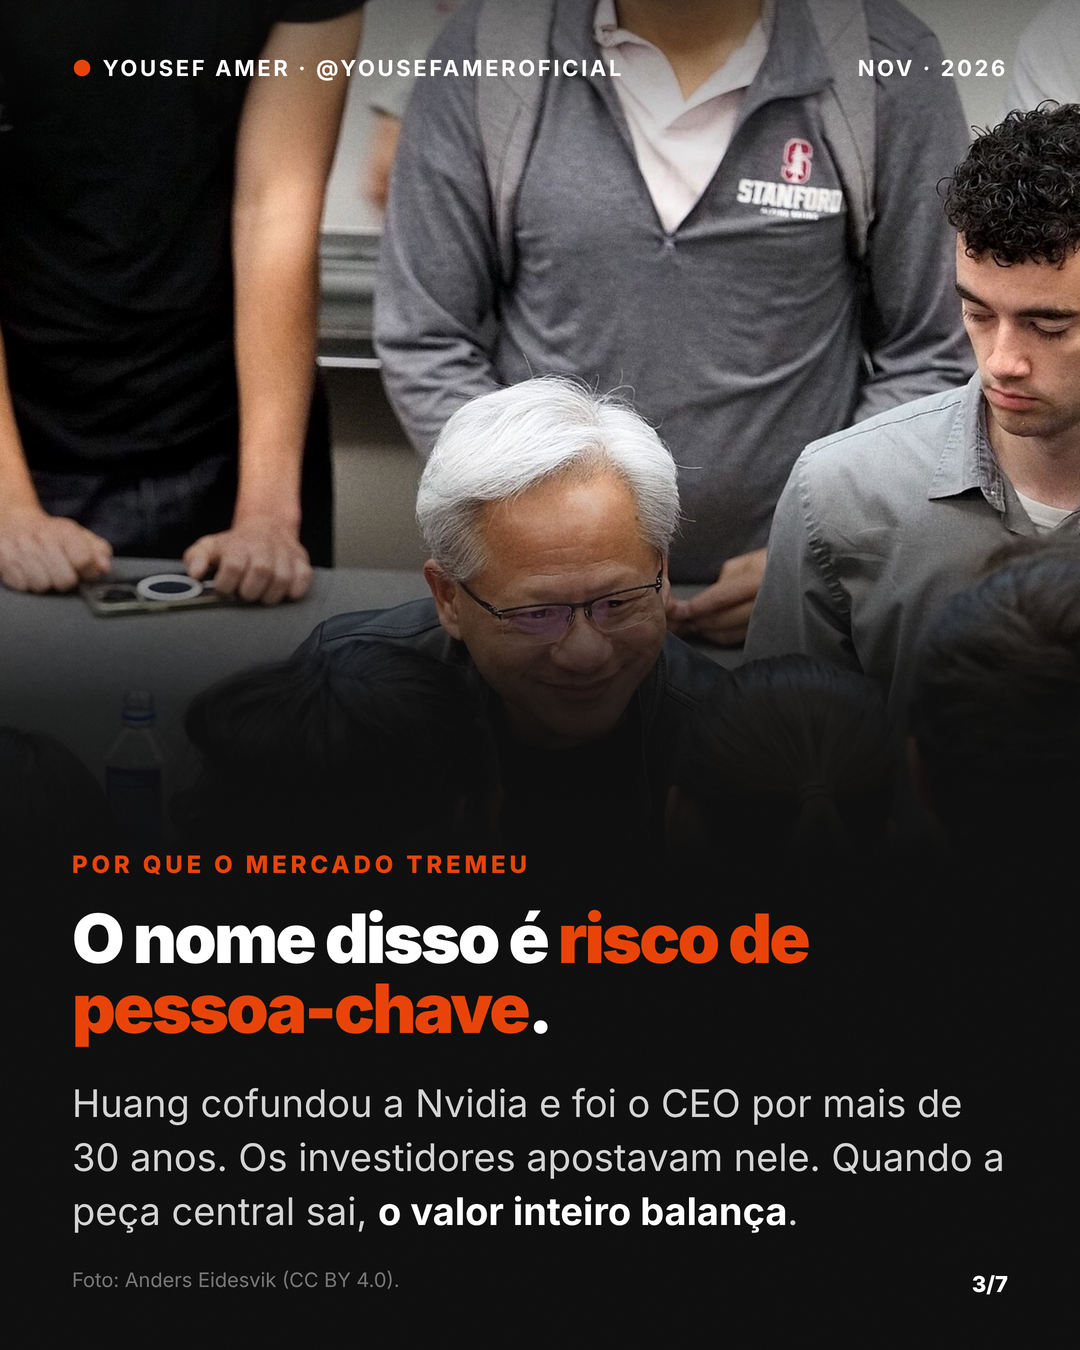 YOUSEF AMER · @YOUSEFAMEROFICIAL
NOV · 2026
S
STANFORD
POR QUE O MERCADO TREMEU
O nome disso é risco de
pessoa-chave.
Huang cofundou a Nvidia e foi o CEO por mais de
30 anos. Os investidores apostavam nele. Quando a
peça central sai, o valor inteiro balança.
Foto: Anders Eidesvik (CC BY 4.0).
3/7